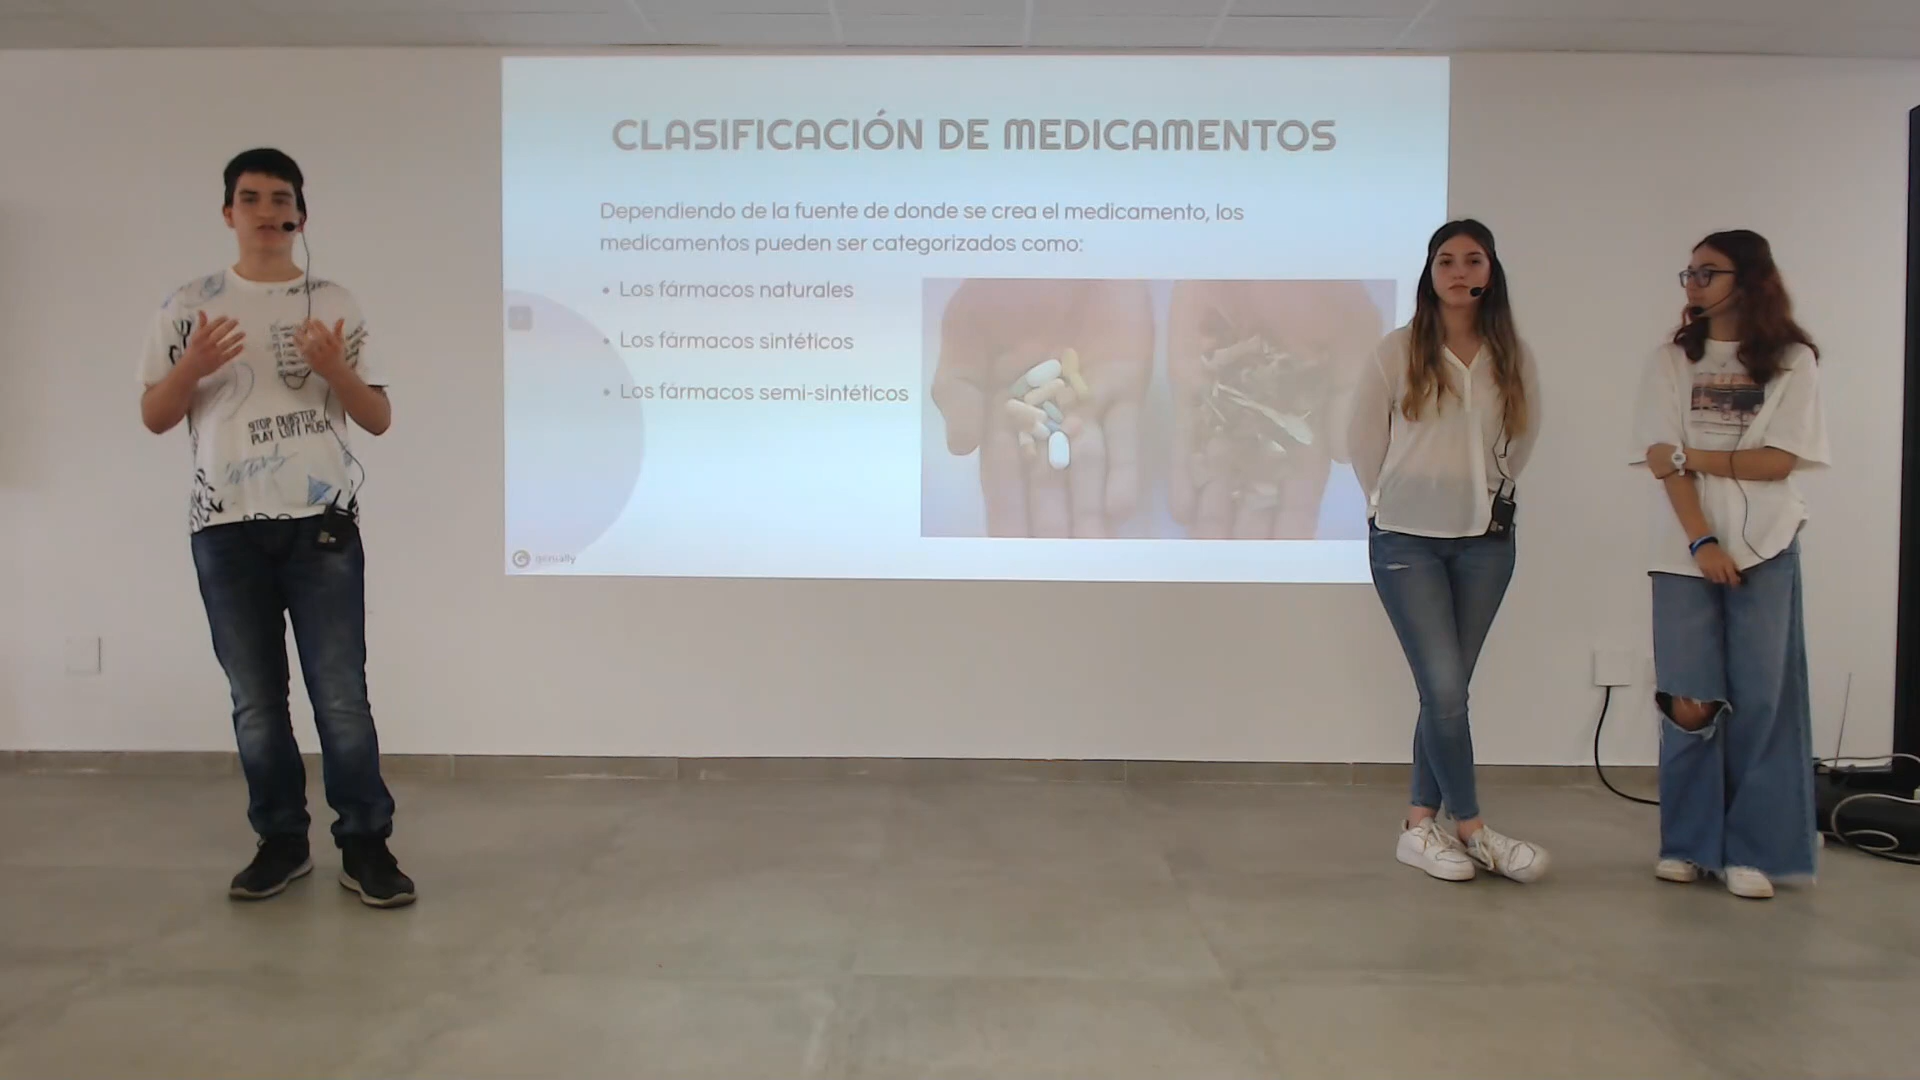 CLASIFICACIÓN DE MEDICAMENTOS
Dependiendo de la fuente de donde se crea el medicamento, los
medicamentos pueden ser categorizados como:
• Los fármacos naturales
• Los fármacos sintéticos
• Los fármacos semi-sintéticos
genially
STOP DUBSTEP
PLAY LOFI MUSIK